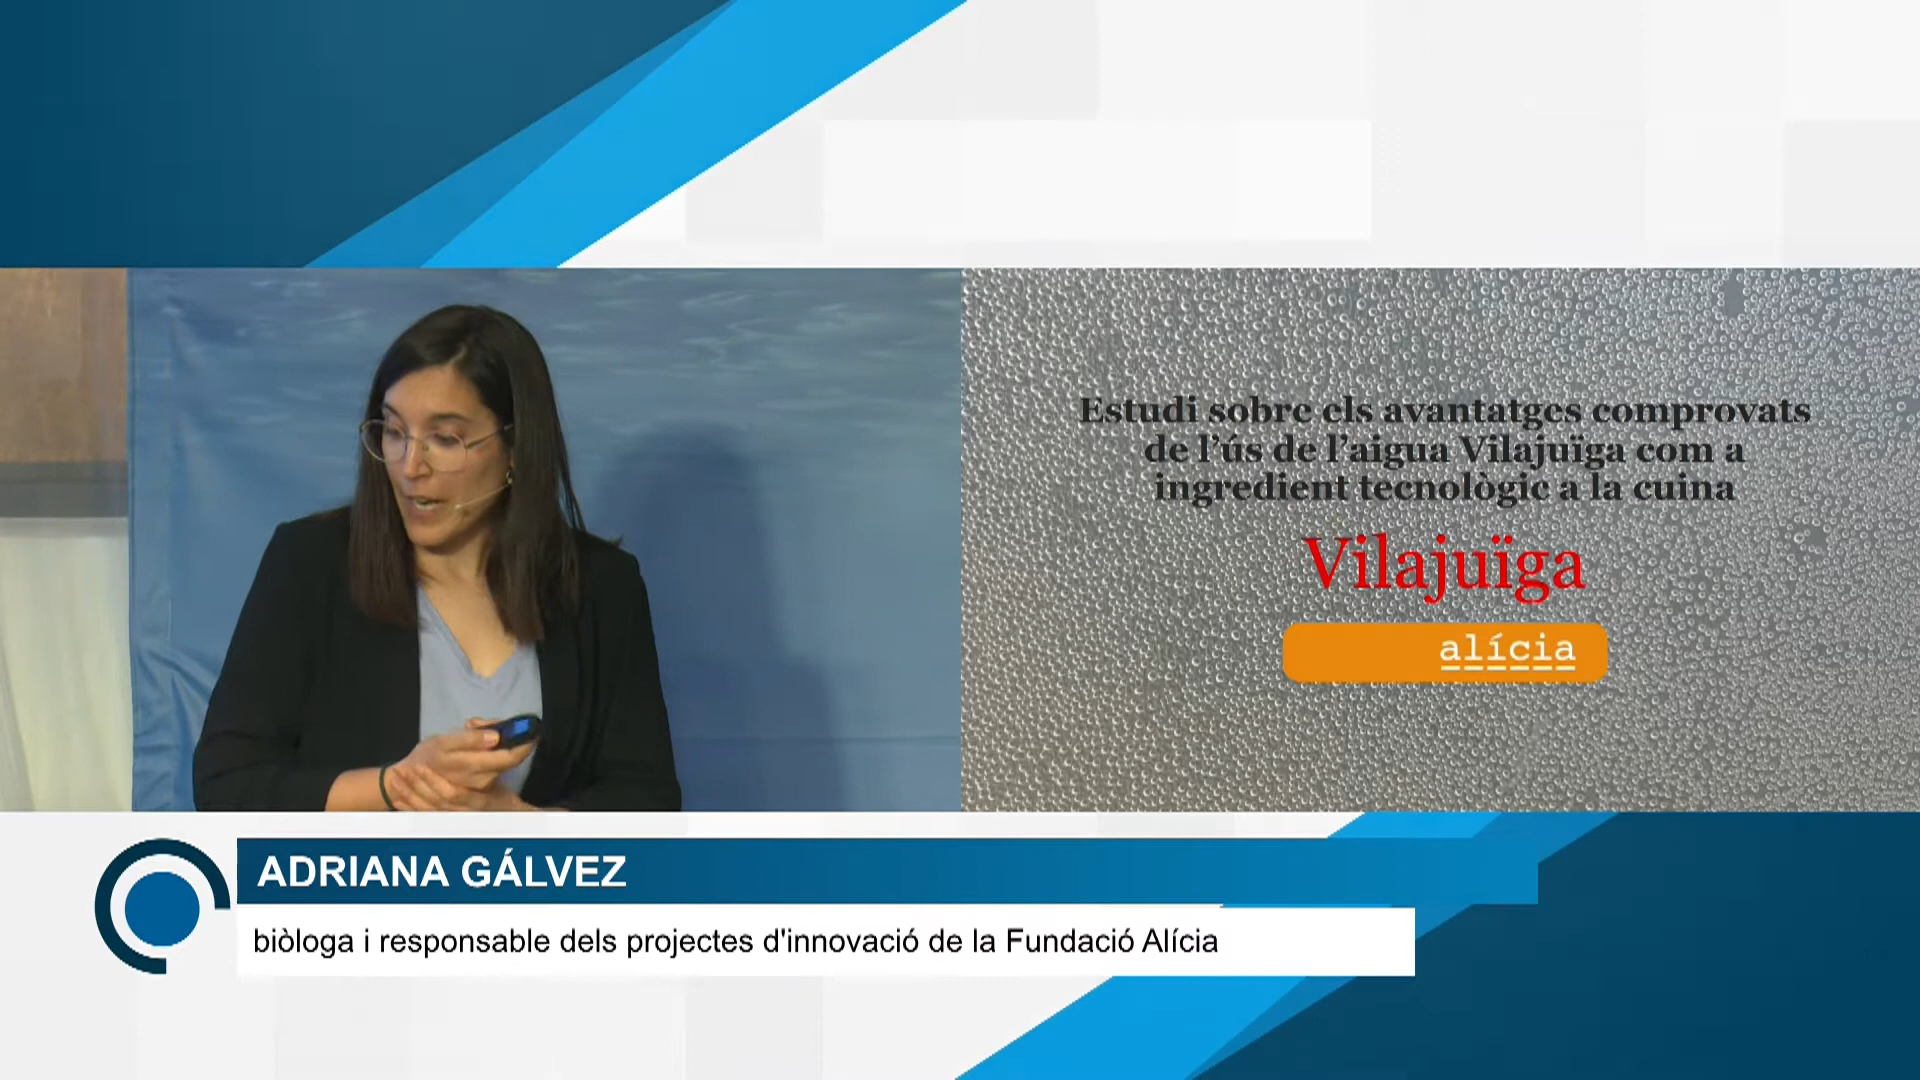 Estudi sobre els avantatges comprovats
de l'ús de l'aigua Vilajuïga com a
ingredient tecnològic a la cuina
Vilajuïga
alícia
ADRIANA GÁLVEZ
biòloga i responsable dels projectes d'innovació de la Fundació Alícia